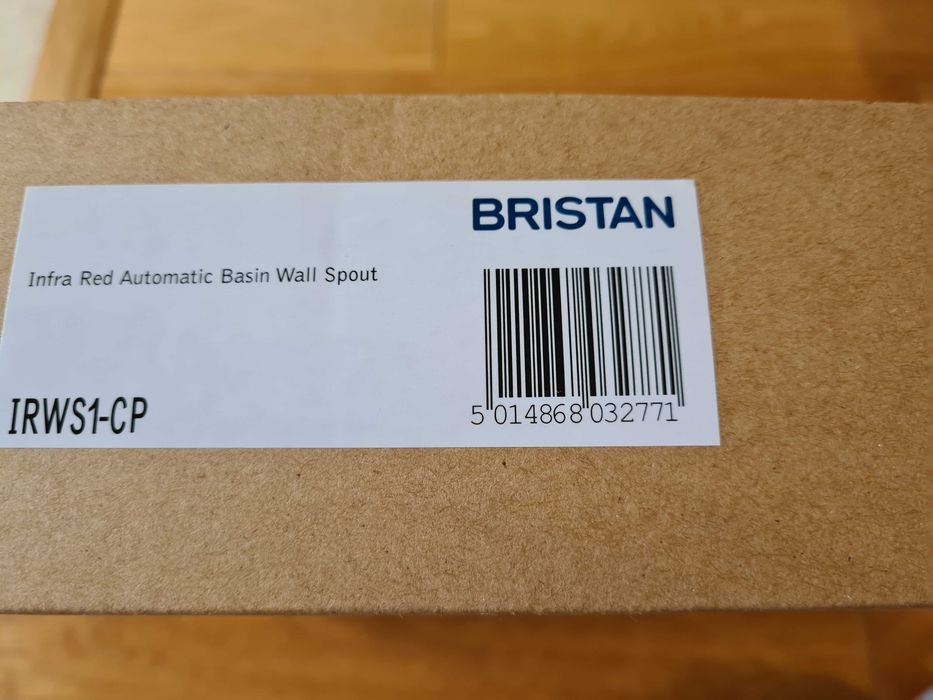 BRISTAN
Infra Red Automatic Basin Wall Spout
IRWS1-CP
5 014868 032771